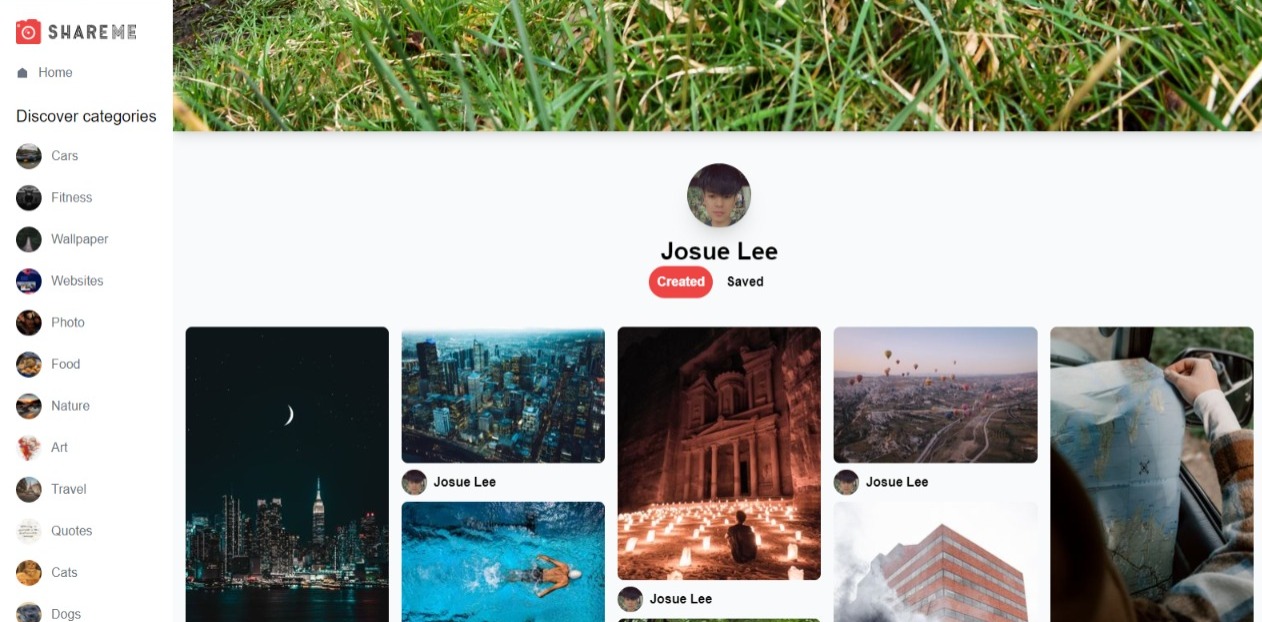 SHAREME
Home
Discover categories
Cars
Fitness
Wallpaper
Websites
Photo
Food
Nature
Art
Travel
Quotes
Cats
Dogs
Josue Lee
Created
Saved
Josue Lee
Josue Lee
Josue Lee